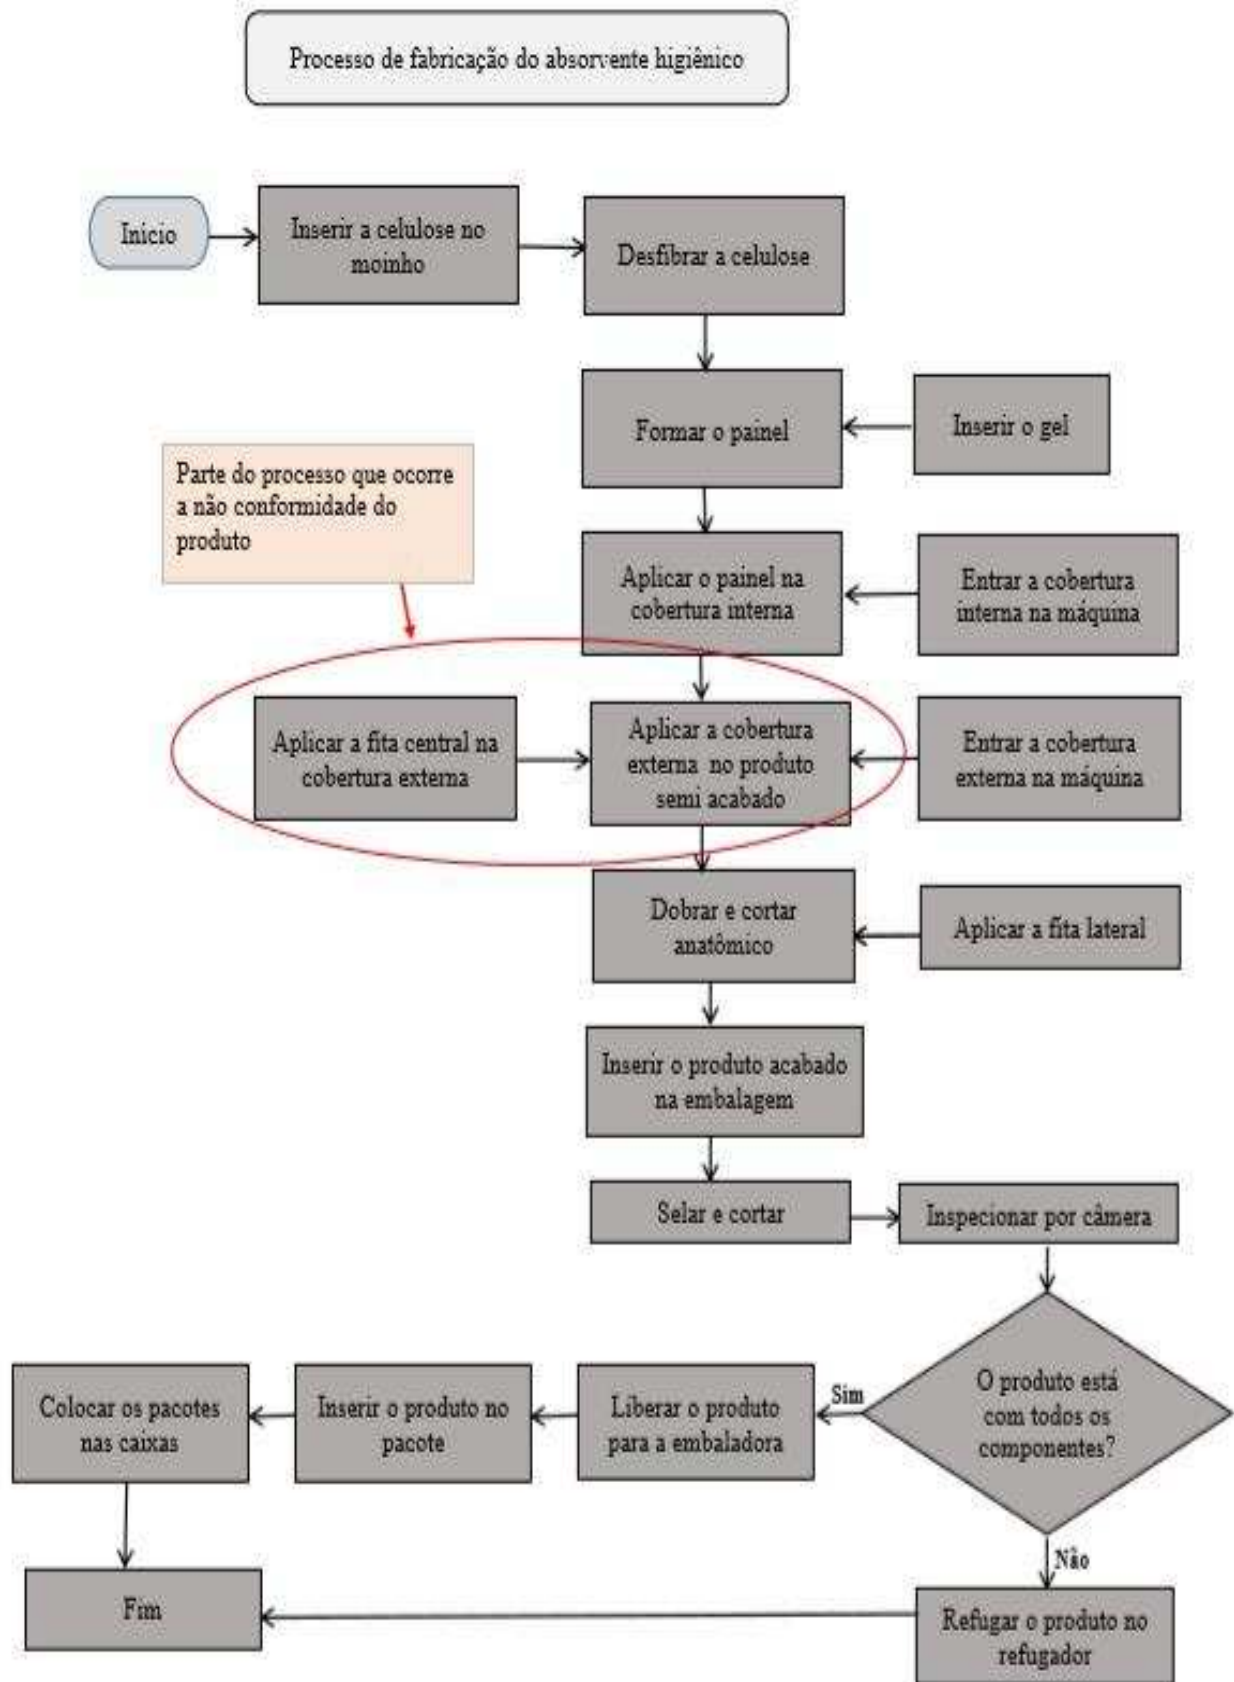 Processo de fabricação do absorvente higiênico
Início
Inserir a celulose no
moinho
Desfibrar a celulose
Formar o painel
Inserir o gel
Parte do processo que ocorre
a não conformidade do
produto
Aplicar o painel na
cobertura interna
Entrar a cobertura
interna na máquina
Aplicar a fita central na
cobertura externa
Aplicar a cobertura
externa no produto
semi acabado
Entrar a cobertura
externa na máquina
Dobrar e cortar
anatômico
Aplicar a fita lateral
Inserir o produto acabado
na embalagem
Selar e cortar
Inspecionar por câmera
O produto está
com todos os
componentes?
Sim
Liberar o produto
para a embaladora
Inserir o produto no
pacote
Colocar os pacotes
nas caixas
Não
Fim
Refugar o produto no
refugador